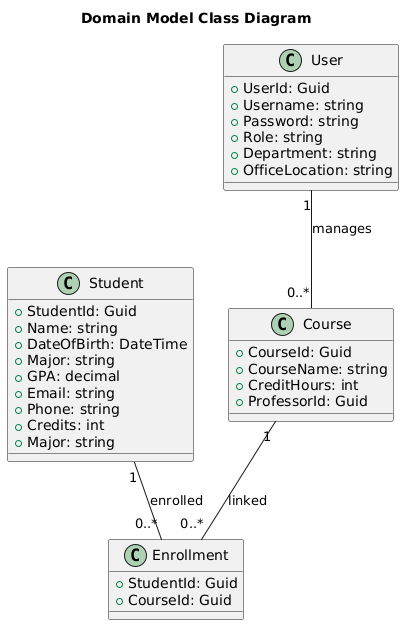 Domain Model Class Diagram
C User
UserId: Guid
Username: string
Password: string
Role: string
Department: string
OfficeLocation: string
1
manages
0..*
C Student
StudentId: Guid
Name: string
DateOfBirth: DateTime
Major: string
GPA: decimal
Email: string
Phone: string
Credits: int
Major: string
C Course
CourseId: Guid
CourseName: string
CreditHours: int
ProfessorId: Guid
1
1
enrolled
linked
0..*
0..*
C Enrollment
StudentId: Guid
CourseId: Guid